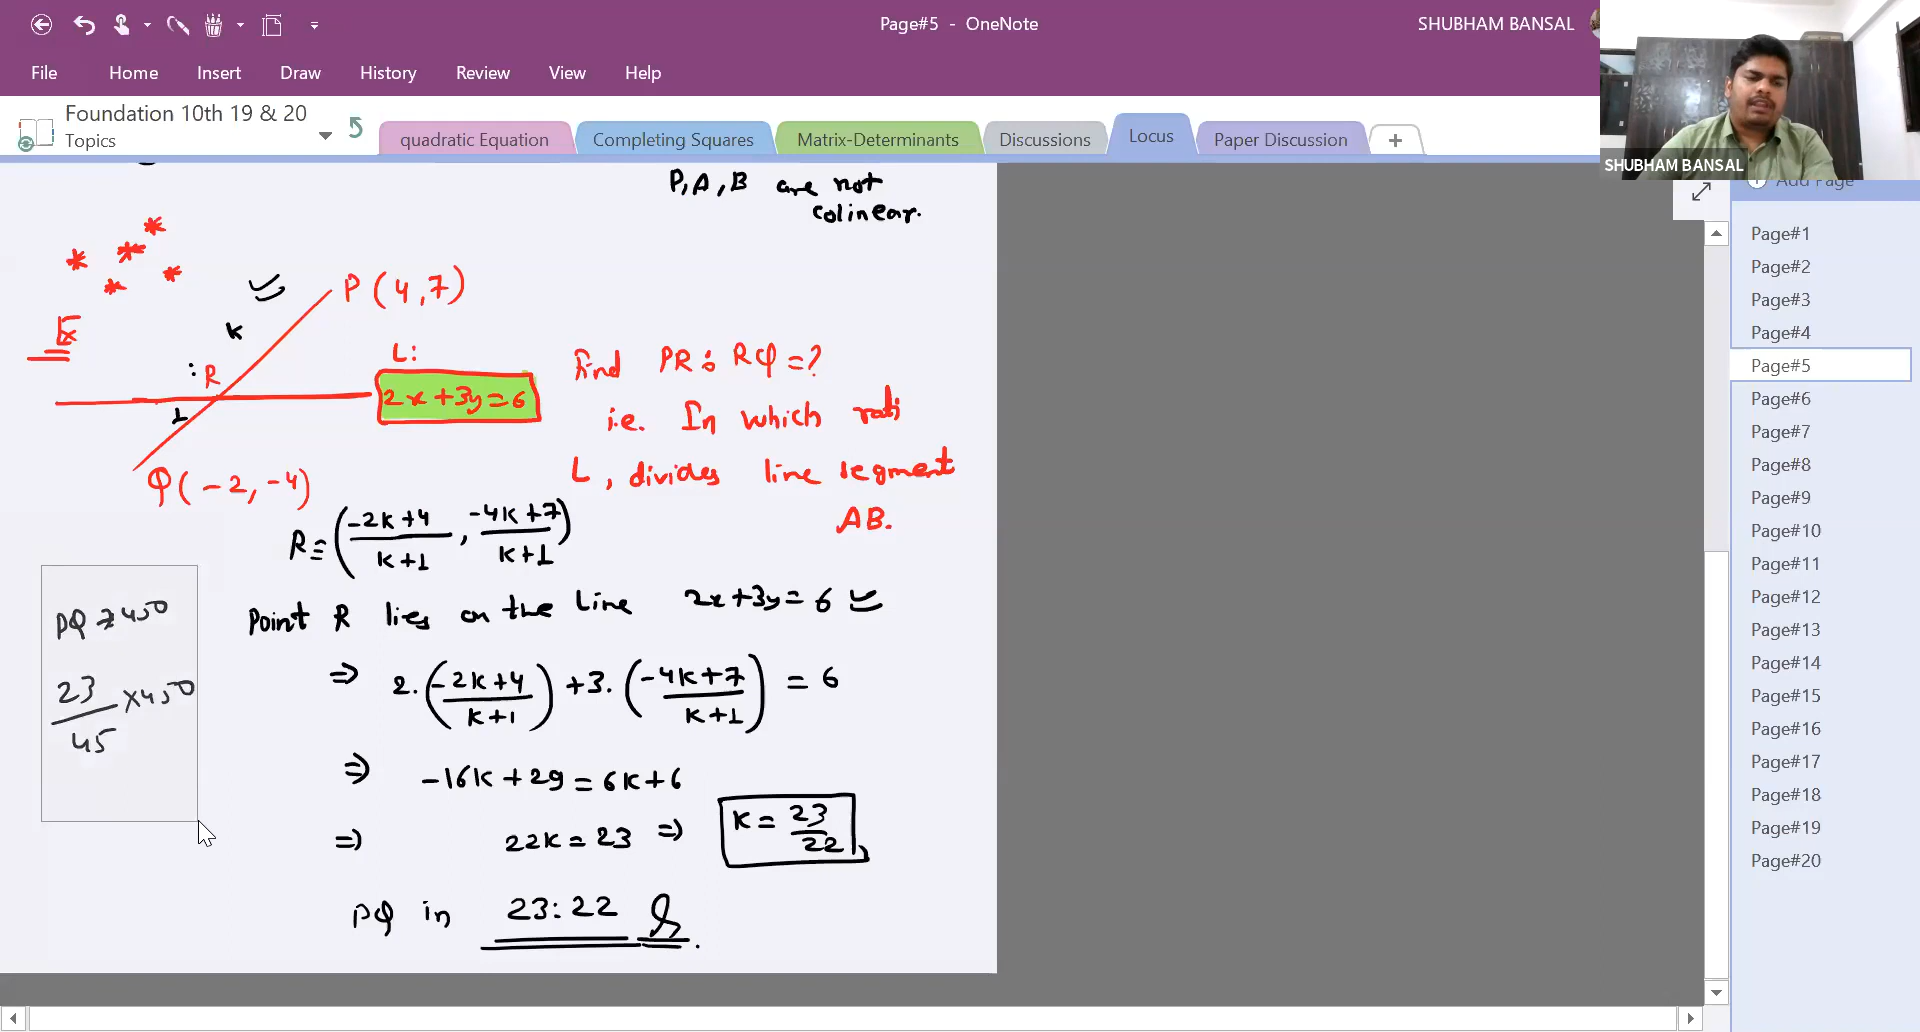 Page#5 - OneNote
SHUBHAM BANSAL
File Home Insert Draw History Review View Help
Foundation 10th 19 & 20
Topics
quadratic Equation
Completing Squares
Matrix-Determinants
Discussions
Locus
Paper Discussion
+
SHUBHAM BANSAL
Add Page
Page#1
Page#2
Page#3
Page#4
Page#5
Page#6
Page#7
Page#8
Page#9
Page#10
Page#11
Page#12
Page#13
Page#14
Page#15
Page#16
Page#17
Page#18
Page#19
Page#20
P, A, B are not
colinear.
Ex
P (4,7)
K
:
R
1
Q (-2, -4)
L:
2x+3y=6
Find PR : RQ = ?
i.e. In which rati
L, divides line segment
AB.
R ≡ ((-2K+4)/(K+1), (-4K+7)/(K+1))
Point R lies on the Line 2x+3y=6
⇒ 2.((-2K+4)/(K+1)) + 3.((-4K+7)/(K+1)) = 6
⇒ -16K+29 = 6K+6
⇒ 22K = 23 ⇒ K = 23/22
PQ in 23:22
PQ → 450
23/45 × 450